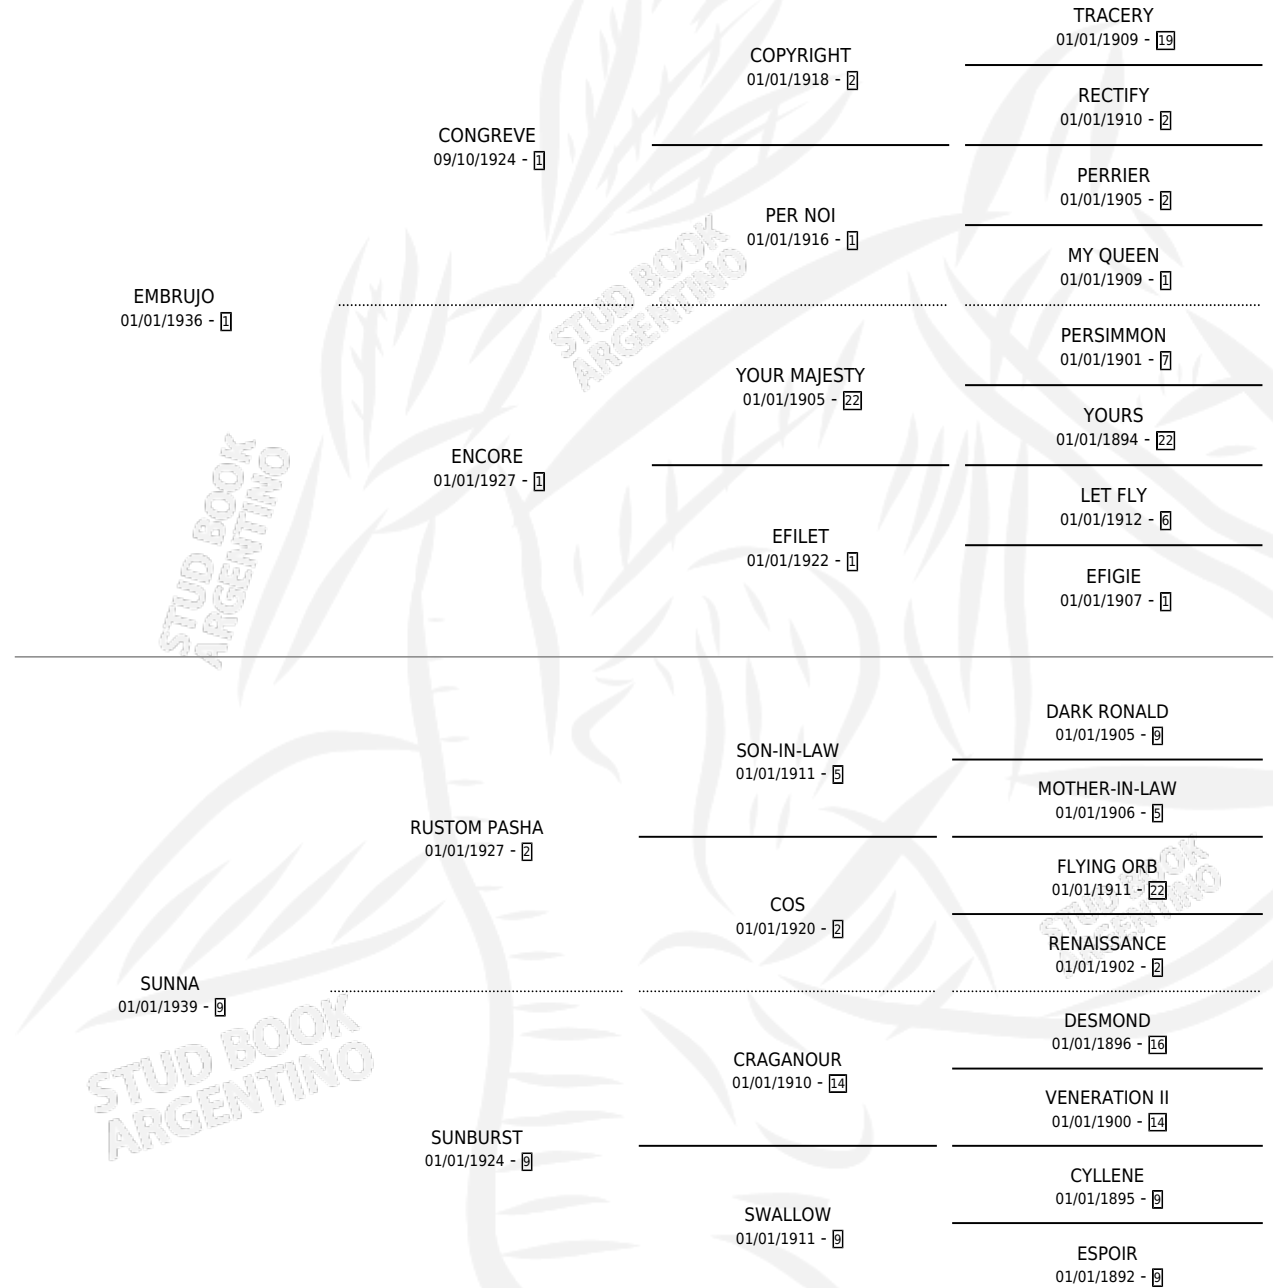 TRACERY
01/01/1909 - 19
COPYRIGHT
01/01/1918 - 2
RECTIFY
01/01/1910 - 2
CONGREVE
09/10/1924 - 1
PERRIER
01/01/1905 - 2
PER NOI
01/01/1916 - 1
MY QUEEN
01/01/1909 - 1
EMBRUJO
01/01/1936 - 1
PERSIMMON
01/01/1901 - 7
YOUR MAJESTY
01/01/1905 - 22
YOURS
01/01/1894 - 22
ENCORE
01/01/1927 - 1
LET FLY
01/01/1912 - 6
EFILET
01/01/1922 - 1
EFIGIE
01/01/1907 - 1
DARK RONALD
01/01/1905 - 9
SON-IN-LAW
01/01/1911 - 5
MOTHER-IN-LAW
01/01/1906 - 5
RUSTOM PASHA
01/01/1927 - 2
FLYING ORB
01/01/1911 - 22
COS
01/01/1920 - 2
RENAISSANCE
01/01/1902 - 2
SUNNA
01/01/1939 - 9
DESMOND
01/01/1896 - 16
CRAGANOUR
01/01/1910 - 14
VENERATION II
01/01/1900 - 14
SUNBURST
01/01/1924 - 9
CYLLENE
01/01/1895 - 9
SWALLOW
01/01/1911 - 9
ESPOIR
01/01/1892 - 9
STUD BOOK
ARGENTINO
STUD BOOK
ARGENTINO
STUD BOOK
ARGENTINO
STUD BOOK
ARGENTINO